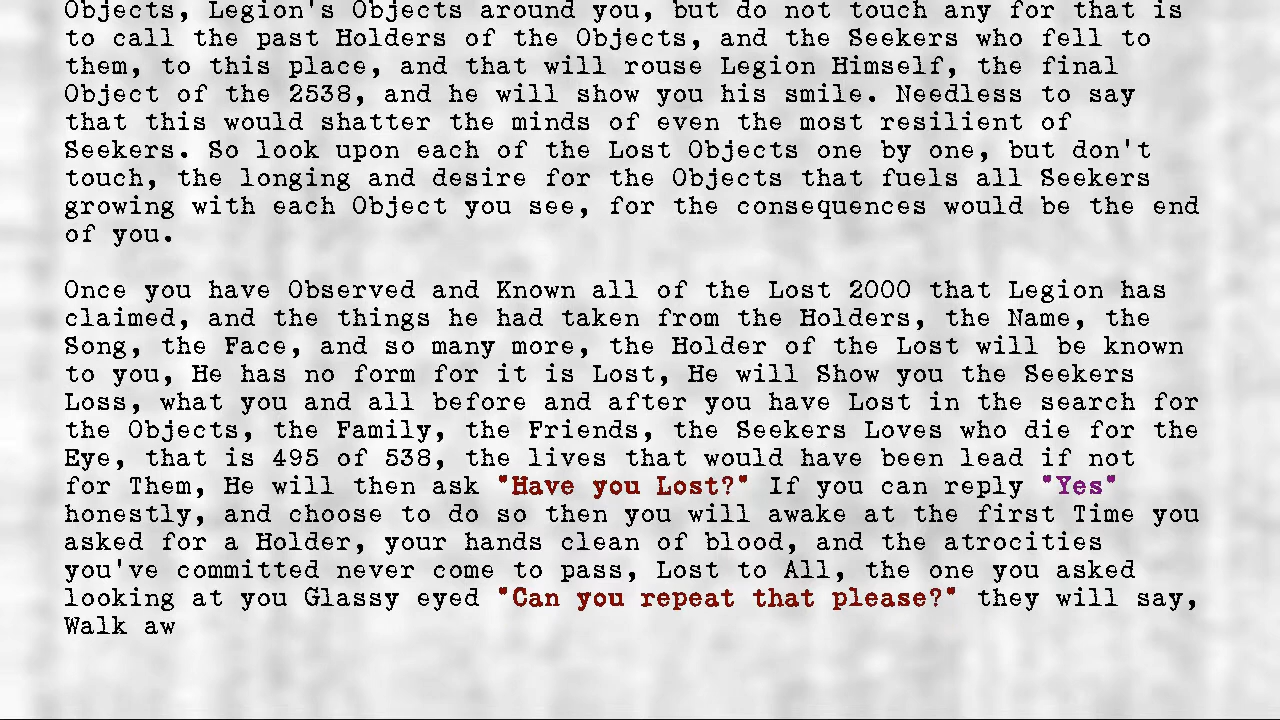 Objects, Legion's Objects around you, but do not touch any for that is
to call the past Holders of the Objects, and the Seekers who fell to
them, to this place, and that will rouse Legion Himself, the final
Object of the 2538, and he will show you his smile. Needless to say
that this would shatter the minds of even the most resilient of
Seekers. So look upon each of the Lost Objects one by one, but don't
touch, the longing and desire for the Objects that fuels all Seekers
growing with each Object you see, for the consequences would be the end
of you.
Once you have Observed and Known all of the Lost 2000 that Legion has
claimed, and the things he had taken from the Holders, the Name, the
Song, the Face, and so many more, the Holder of the Lost will be known
to you, He has no form for it is Lost, He will Show you the Seekers
Loss, what you and all before and after you have Lost in the search for
the Objects, the Family, the Friends, the Seekers Loves who die for the
Eye, that is 495 of 538, the lives that would have been lead if not
for Them, He will then ask "Have you Lost?" If you can reply "Yes"
honestly, and choose to do so then you will awake at the first Time you
asked for a Holder, your hands clean of blood, and the atrocities
you've committed never come to pass, Lost to All, the one you asked
looking at you Glassy eyed "Can you repeat that please?" they will say,
Walk aw